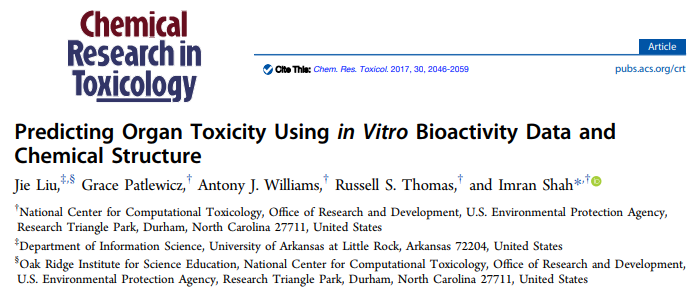 Chemical
Research in
Toxicology
Article
Cite This: Chem. Res. Toxicol. 2017, 30, 2046-2059
pubs.acs.org/crt
Predicting Organ Toxicity Using in Vitro Bioactivity Data and
Chemical Structure
Jie Liu,‡,§ Grace Patlewicz,† Antony J. Williams,† Russell S. Thomas,† and Imran Shah*,†
†National Center for Computational Toxicology, Office of Research and Development, U.S. Environmental Protection Agency,
Research Triangle Park, Durham, North Carolina 27711, United States
‡Department of Information Science, University of Arkansas at Little Rock, Arkansas 72204, United States
§Oak Ridge Institute for Science Education, National Center for Computational Toxicology, Office of Research and Development,
U.S. Environmental Protection Agency, Research Triangle Park, Durham, North Carolina 27711, United States